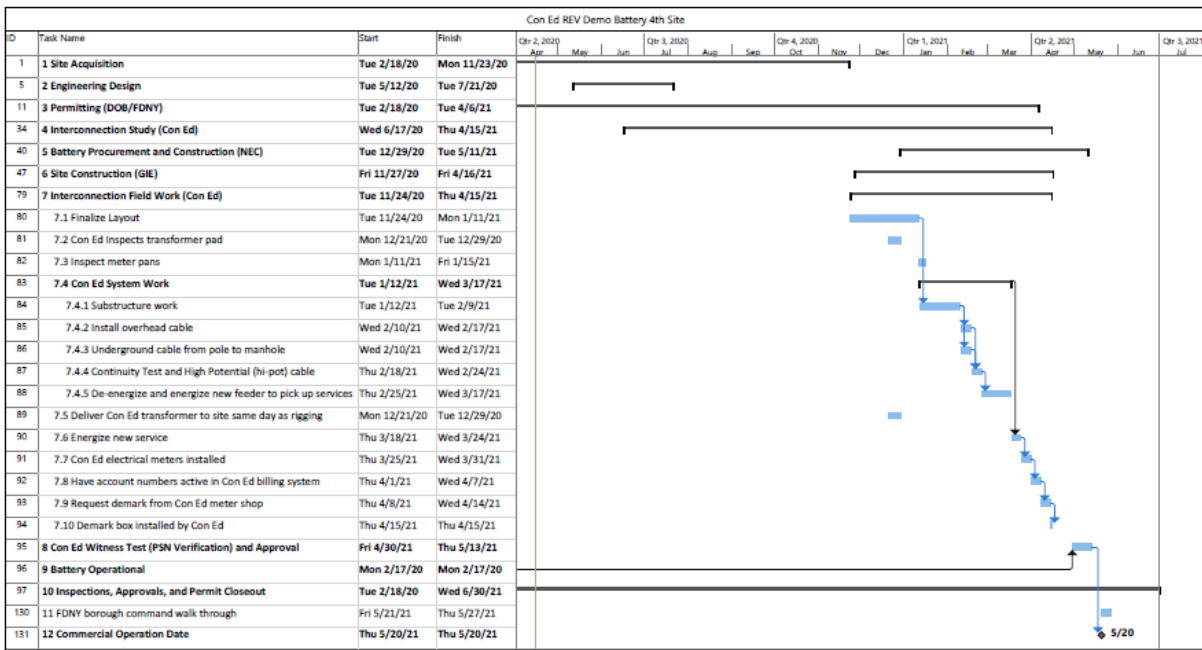 Con Ed REV Demo Battery 4th Site
ID Task Name Start Finish Qtr 2, 2020 Qtr 3, 2020 Qtr 4, 2020 Qtr 1, 2021 Qtr 2, 2021 Qtr 3, 2021
Apr May Jun Jul Aug Sep Oct Nov Dec Jan Feb Mar Apr May Jun Jul
1 1 Site Acquisition Tue 2/18/20 Mon 11/23/20
5 2 Engineering Design Tue 5/12/20 Tue 7/21/20
11 3 Permitting (DOB/FDNY) Tue 2/18/20 Tue 4/6/21
34 4 Interconnection Study (Con Ed) Wed 6/17/20 Thu 4/15/21
40 5 Battery Procurement and Construction (NEC) Tue 12/29/20 Tue 5/11/21
47 6 Site Construction (GIE) Fri 11/27/20 Fri 4/16/21
79 7 Interconnection Field Work (Con Ed) Tue 11/24/20 Thu 4/15/21
80 7.1 Finalize Layout Tue 11/24/20 Mon 1/11/21
81 7.2 Con Ed Inspects transformer pad Mon 12/21/20 Tue 12/29/20
82 7.3 Inspect meter pans Mon 1/11/21 Fri 1/15/21
83 7.4 Con Ed System Work Tue 1/12/21 Wed 3/17/21
84 7.4.1 Substructure work Tue 1/12/21 Tue 2/9/21
85 7.4.2 Install overhead cable Wed 2/10/21 Wed 2/17/21
86 7.4.3 Underground cable from pole to manhole Wed 2/10/21 Wed 2/17/21
87 7.4.4 Continuity Test and High Potential (hi-pot) cable Thu 2/18/21 Wed 2/24/21
88 7.4.5 De-energize and energize new feeder to pick up services Thu 2/25/21 Wed 3/17/21
89 7.5 Deliver Con Ed transformer to site same day as rigging Mon 12/21/20 Tue 12/29/20
90 7.6 Energize new service Thu 3/18/21 Wed 3/24/21
91 7.7 Con Ed electrical meters installed Thu 3/25/21 Wed 3/31/21
92 7.8 Have account numbers active in Con Ed billing system Thu 4/1/21 Wed 4/7/21
93 7.9 Request demark from Con Ed meter shop Thu 4/8/21 Wed 4/14/21
94 7.10 Demark box installed by Con Ed Thu 4/15/21 Thu 4/15/21
95 8 Con Ed Witness Test (PSN Verification) and Approval Fri 4/30/21 Thu 5/13/21
96 9 Battery Operational Mon 2/17/20 Mon 2/17/20
97 10 Inspections, Approvals, and Permit Closeout Tue 2/18/20 Wed 6/30/21
130 11 FDNY borough command walk through Fri 5/21/21 Thu 5/27/21
131 12 Commercial Operation Date Thu 5/20/21 Thu 5/20/21 5/20